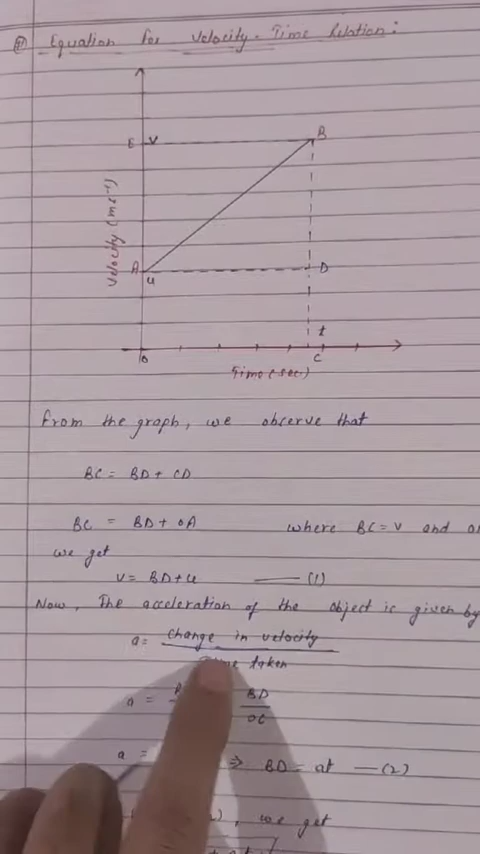 Equation for Velocity-Time Relation:
E V B
Velocity (ms⁻¹)
A u D
t
O C
Time (sec)
From the graph, we observe that
BC = BD + CD
BC = BD + OA where BC = V and
we get
V = BD + u —— (1)
Now, The acceleration of the object is given by
a = Change in velocity
Time taken
a = BD
OC
a = ⇒ BD = at —(2)
, we get